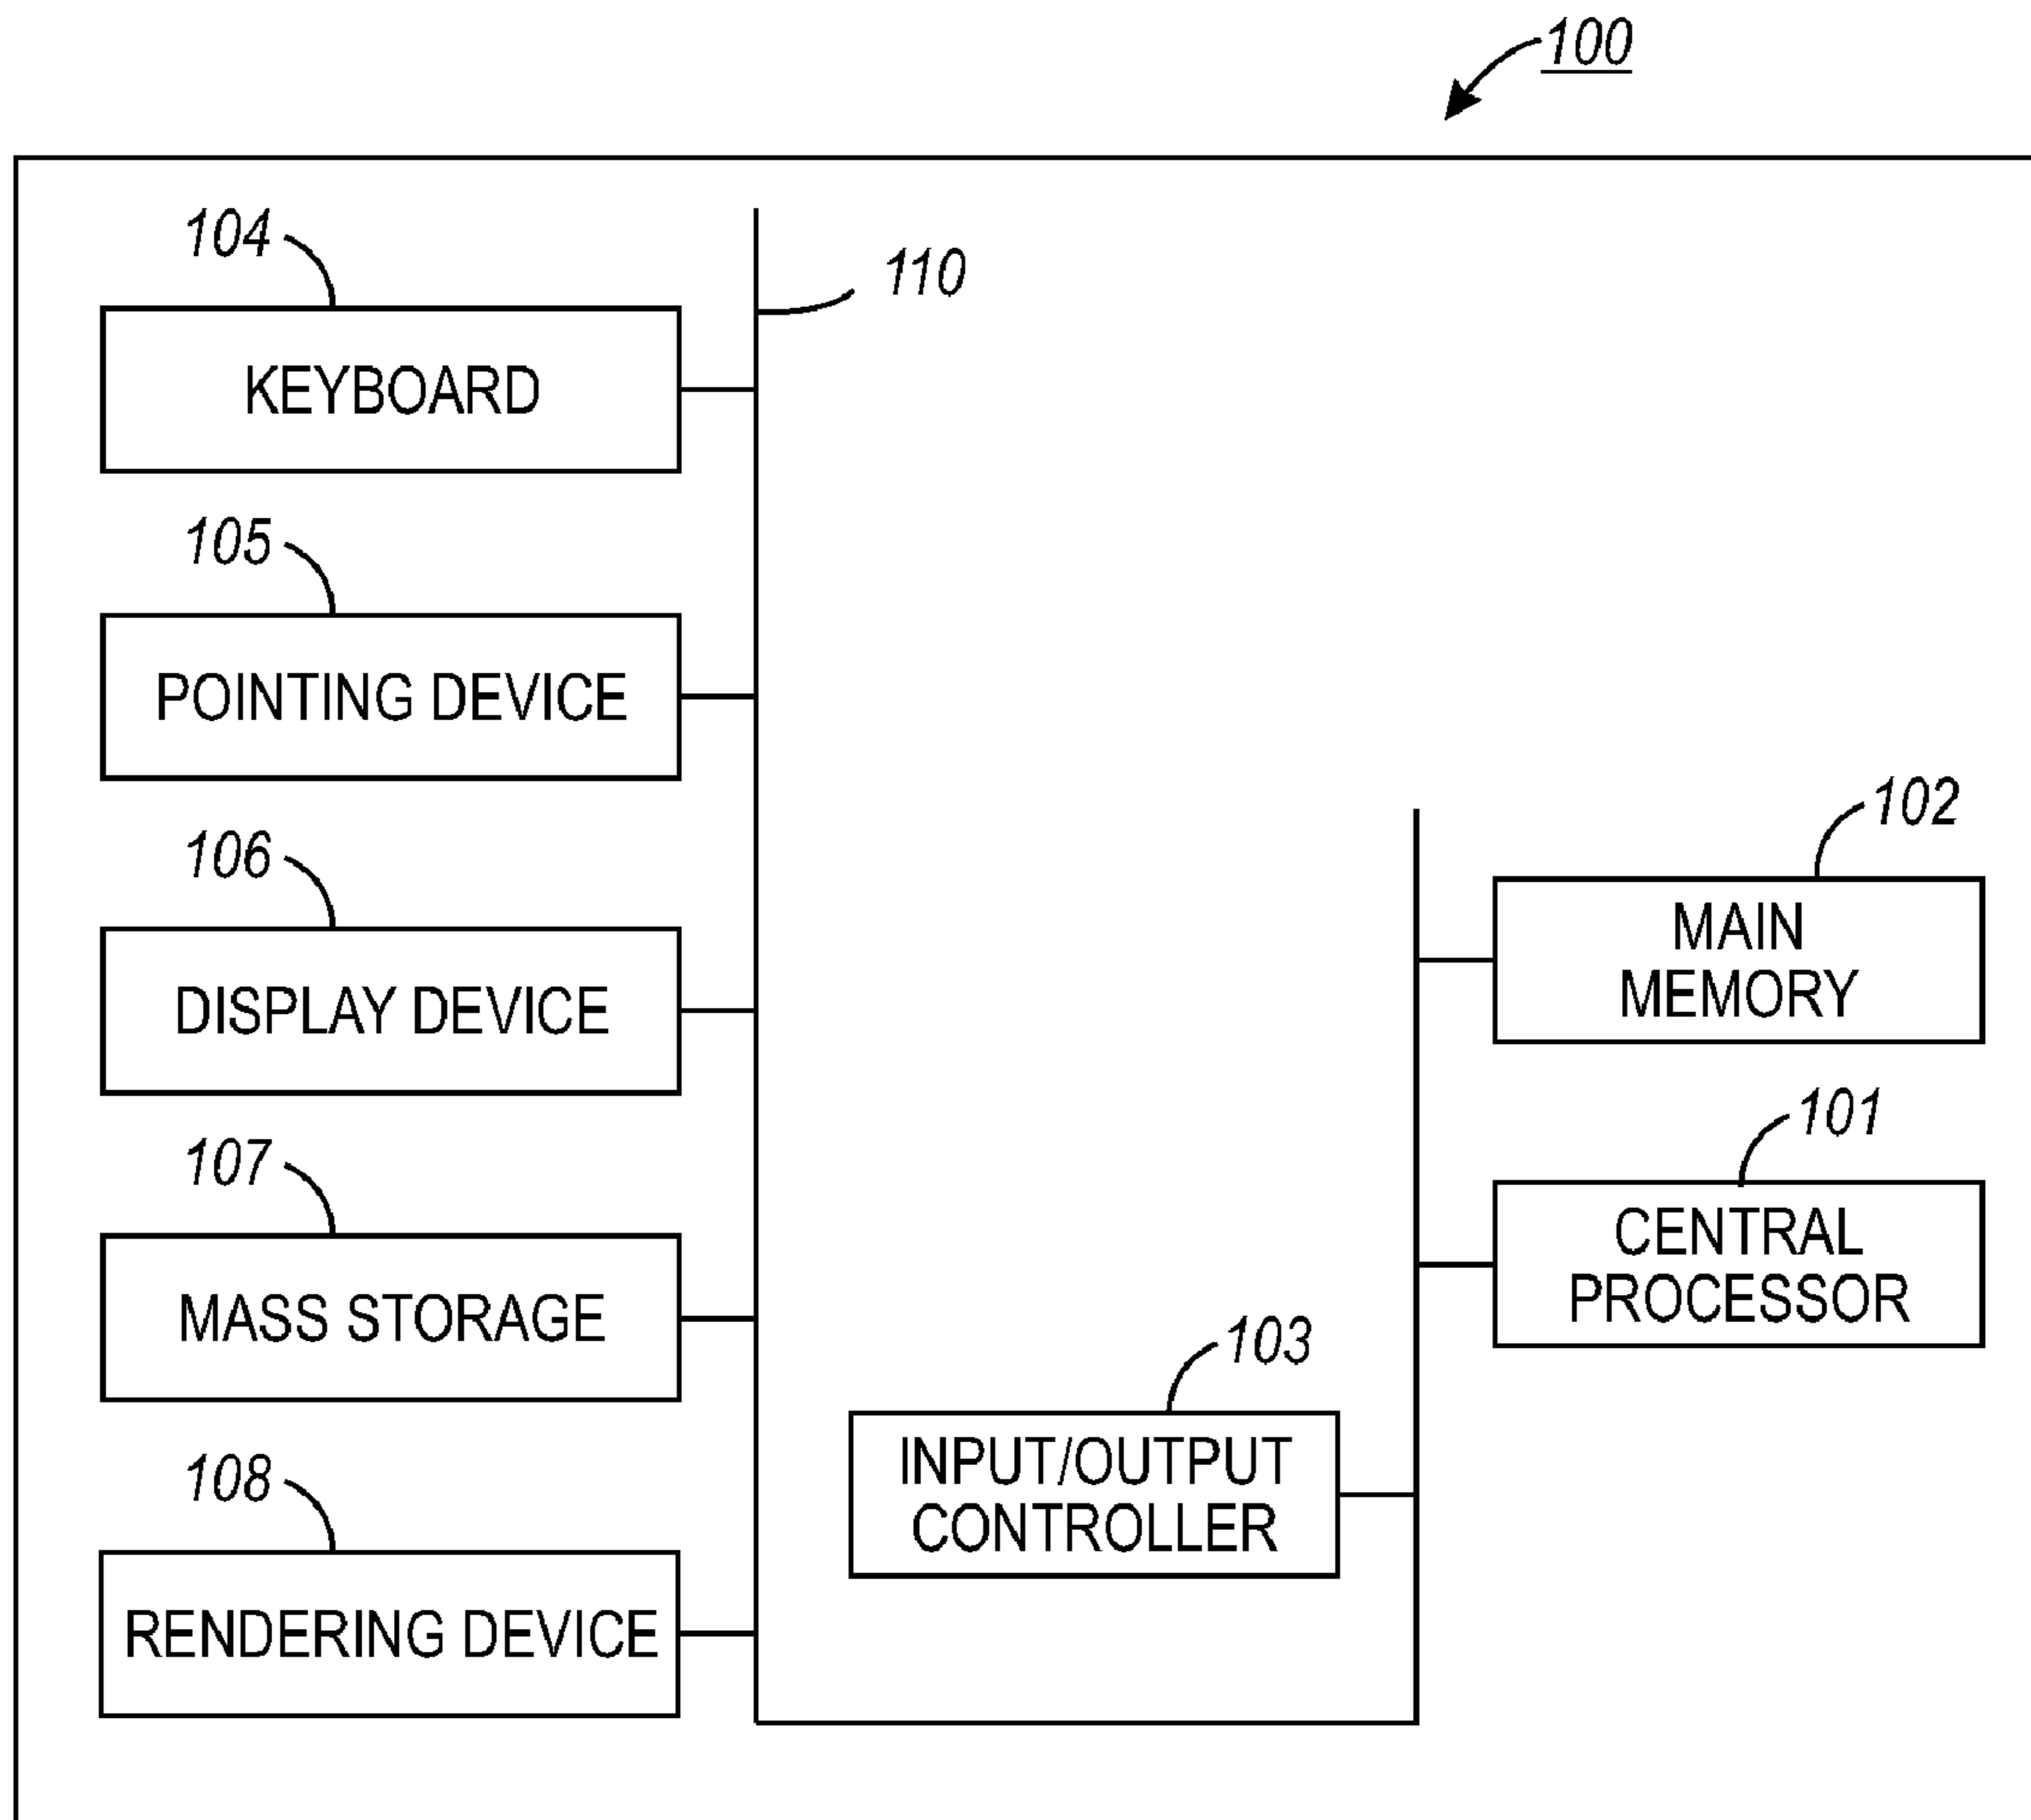 100
104
110
KEYBOARD
105
POINTING DEVICE
106
DISPLAY DEVICE
107
MASS STORAGE
108
RENDERING DEVICE
102
MAIN
MEMORY
101
CENTRAL
PROCESSOR
103
INPUT/OUTPUT
CONTROLLER